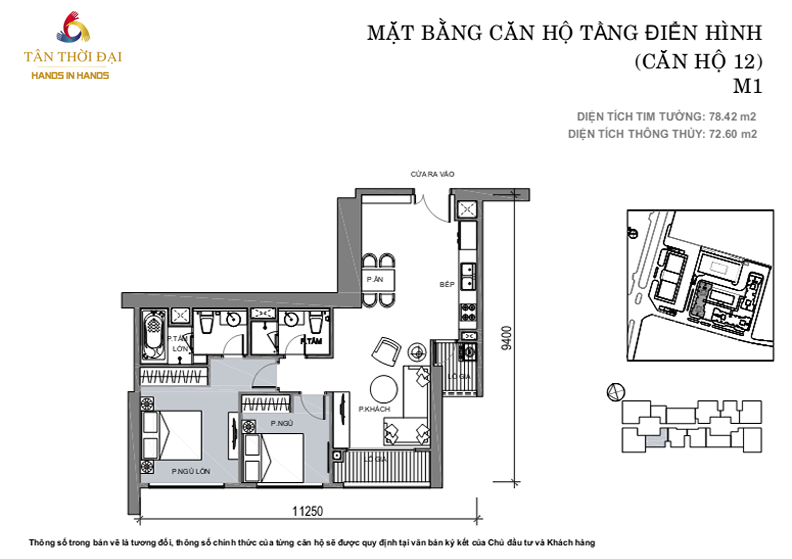 TÂN THỜI ĐẠI
HANDS IN HANDS
MẶT BẰNG CĂN HỘ TẦNG ĐIỂN HÌNH
(CĂN HỘ 12)
M1
DIỆN TÍCH TIM TƯỜNG: 78.42 m2
DIỆN TÍCH THÔNG THỦY: 72.60 m2
CỬA RA VÀO
P.ĂN
BẾP
P.TẮM
LỚN
P.TẮM
9400
LÔ GIA
P.KHÁCH
P.NGỦ
LÔ GIA
P.NGỦ LỚN
11250
Thông số trong bản vẽ là tương đối, thông số chính thức của từng căn hộ sẽ được quy định tại văn bản ký kết của Chủ đầu tư và Khách hàng